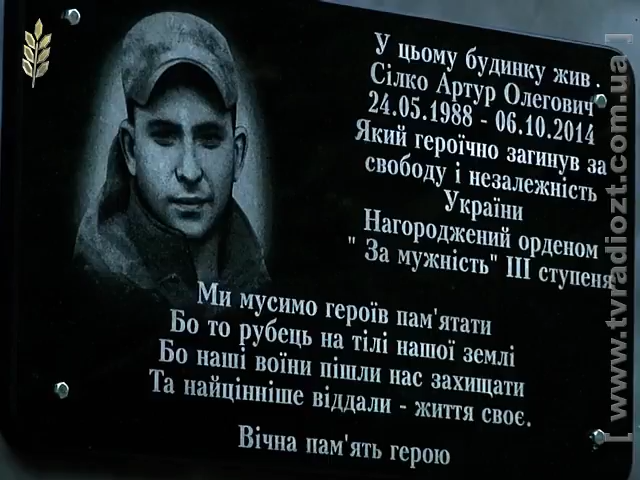 У цьому будинку жив .
Сілко Артур Олегович
24.05.1988 - 06.10.2014
Який героїчно загинув за
свободу і незалежність
України
Нагороджений орденом
" За мужність" ІІІ ступеня
Ми мусимо героїв пам'ятати
Бо то рубець на тілі нашої землі
Бо наші воїни пішли нас захищати
Та найцінніше віддали - життя своє.
Вічна пам'ять герою
[ www.tvradiozt.com.ua ]